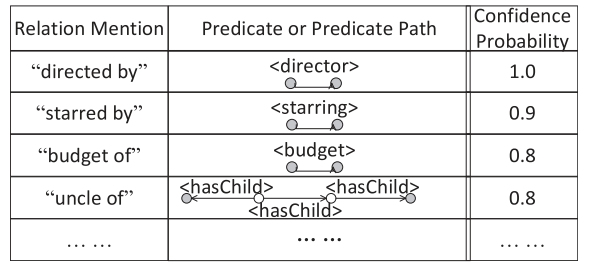 Relation Mention Predicate or Predicate Path Confidence Probability
“directed by” <director> 1.0
“starred by” <starring> 0.9
“budget of” <budget> 0.8
“uncle of” <hasChild> <hasChild> <hasChild> 0.8
... ... ... ... ... ...